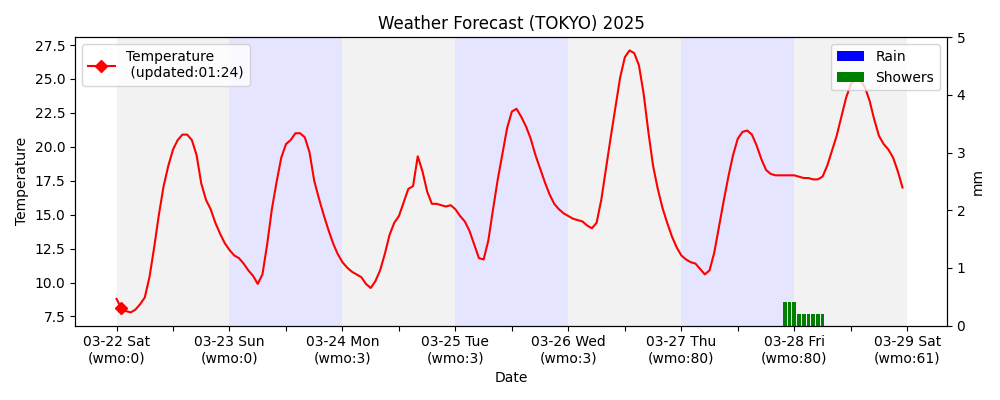 Weather Forecast (TOKYO) 2025
Temperature
(updated:01:24)
Rain
Showers
Temperature
27.5
25.0
22.5
20.0
17.5
15.0
12.5
10.0
7.5
5
4
3
2
1
0
mm
03-22 Sat
(wmo:0)
03-23 Sun
(wmo:0)
03-24 Mon
(wmo:3)
03-25 Tue
(wmo:3)
03-26 Wed
(wmo:3)
03-27 Thu
(wmo:80)
03-28 Fri
(wmo:80)
03-29 Sat
(wmo:61)
Date